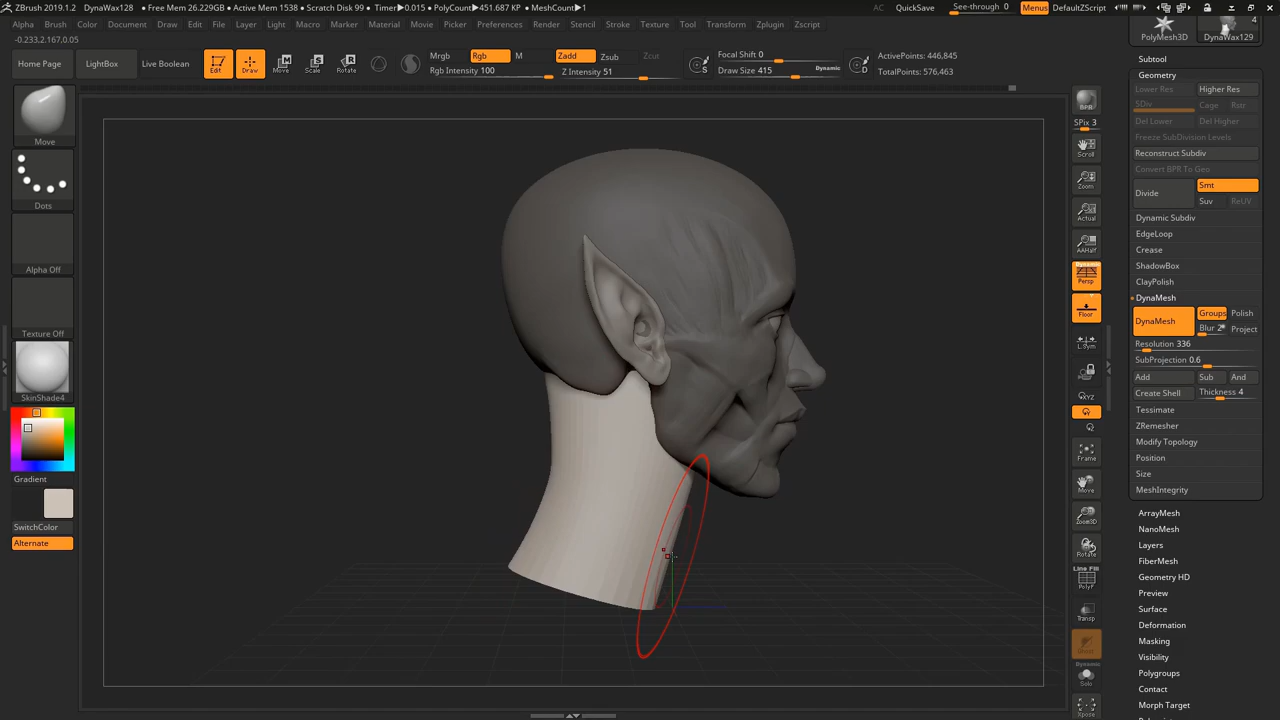 ZBrush 2019.1.2 DynaWax128 • Free Mem 26.229GB • Active Mem 1538 • Scratch Disk 99 • Timer▶0.015 • PolyCount▶451.687 KP • MeshCount▶1 AC QuickSave See-through 0 Menus DefaultZScript
Alpha Brush Color Document Draw Edit File Layer Light Macro Marker Material Movie Picker Preferences Render Stencil Stroke Texture Tool Transform Zplugin Zscript
-0.233,2.167,0.05
Home Page LightBox Live Boolean Edit Draw Move Scale Rotate
Mrgb Rgb M Zadd Zsub Zcut
Rgb Intensity 100 Z Intensity 51
Focal Shift 0
Draw Size 415 Dynamic
S D
ActivePoints: 446,845
TotalPoints: 576,463
Move
Dots
Alpha Off
Texture Off
SkinShade4
Gradient
SwitchColor
Alternate
BPR
SPix 3
Scroll
Zoom
Actual
AAHalf
Dynamic
Persp
Floor
L.Sym
XYZ
Y
Z
Frame
Move
Zoom3D
Rotate
Line Fill
PolyF
Transp
Ghost
Dynamic
Solo
Xpose
4
PolyMesh3D DynaWax129
Subtool
Geometry
Lower Res Higher Res
SDiv Cage Rstr
Del Lower Del Higher
Freeze SubDivision Levels
Reconstruct Subdiv
Convert BPR To Geo
Divide Smt
Suv ReUV
Dynamic Subdiv
EdgeLoop
Crease
ShadowBox
ClayPolish
DynaMesh
DynaMesh Groups Polish
Blur 2 Project
Resolution 336
SubProjection 0.6
Add Sub And
Create Shell Thickness 4
Tessimate
ZRemesher
Modify Topology
Position
Size
MeshIntegrity
ArrayMesh
NanoMesh
Layers
FiberMesh
Geometry HD
Preview
Surface
Deformation
Masking
Visibility
Polygroups
Contact
Morph Target